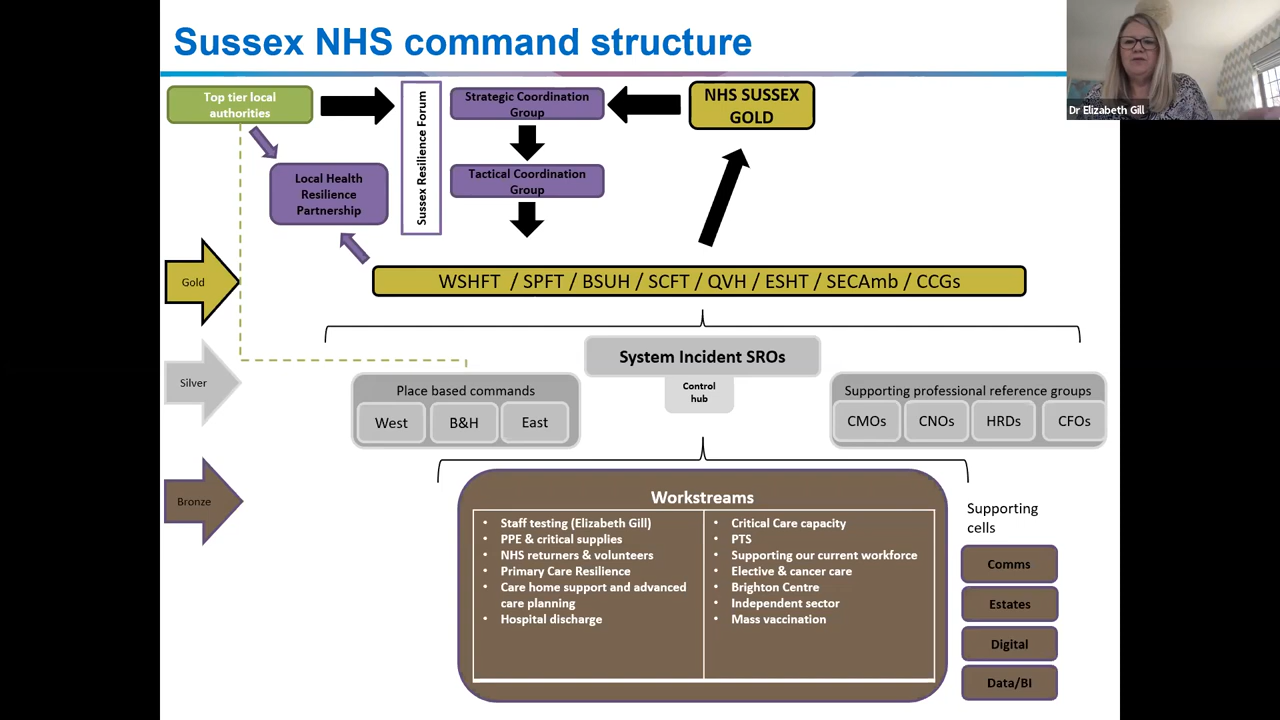 Sussex NHS command structure
Dr Elizabeth Gill
Top tier local
authorities
Sussex Resilience Forum
Strategic Coordination
Group
NHS SUSSEX
GOLD
Local Health
Resilience
Partnership
Tactical Coordination
Group
Gold
WSHFT / SPFT / BSUH / SCFT / QVH / ESHT / SECAmb / CCGs
System Incident SROs
Control
hub
Silver
Place based commands
West
B&H
East
Supporting professional reference groups
CMOs
CNOs
HRDs
CFOs
Bronze
Workstreams
• Staff testing (Elizabeth Gill)
• PPE & critical supplies
• NHS returners & volunteers
• Primary Care Resilience
• Care home support and advanced
care planning
• Hospital discharge
• Critical Care capacity
• PTS
• Supporting our current workforce
• Elective & cancer care
• Brighton Centre
• Independent sector
• Mass vaccination
Supporting
cells
Comms
Estates
Digital
Data/BI